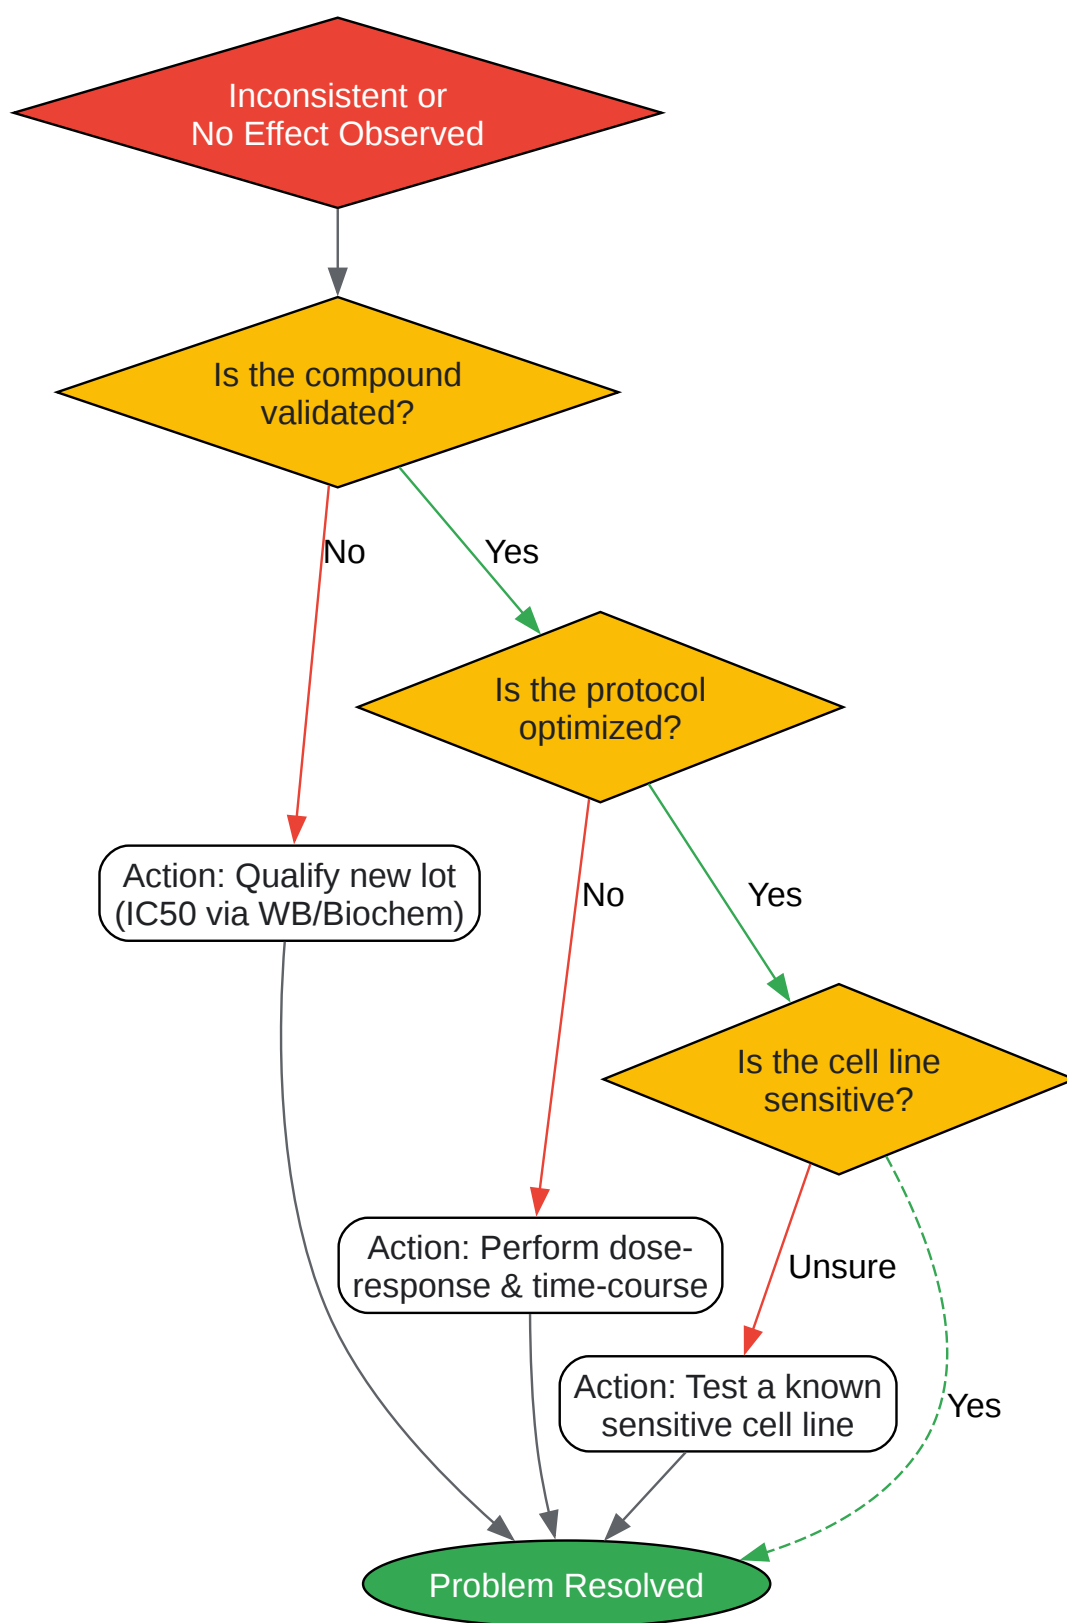 Inconsistent or
No Effect Observed
Is the compound
validated?
No
Yes
Is the protocol
optimized?
Action: Qualify new lot
(IC50 via WB/Biochem)
No
Yes
Is the cell line
sensitive?
Action: Perform dose-
response & time-course
Unsure
Action: Test a known
sensitive cell line
Yes
Problem Resolved